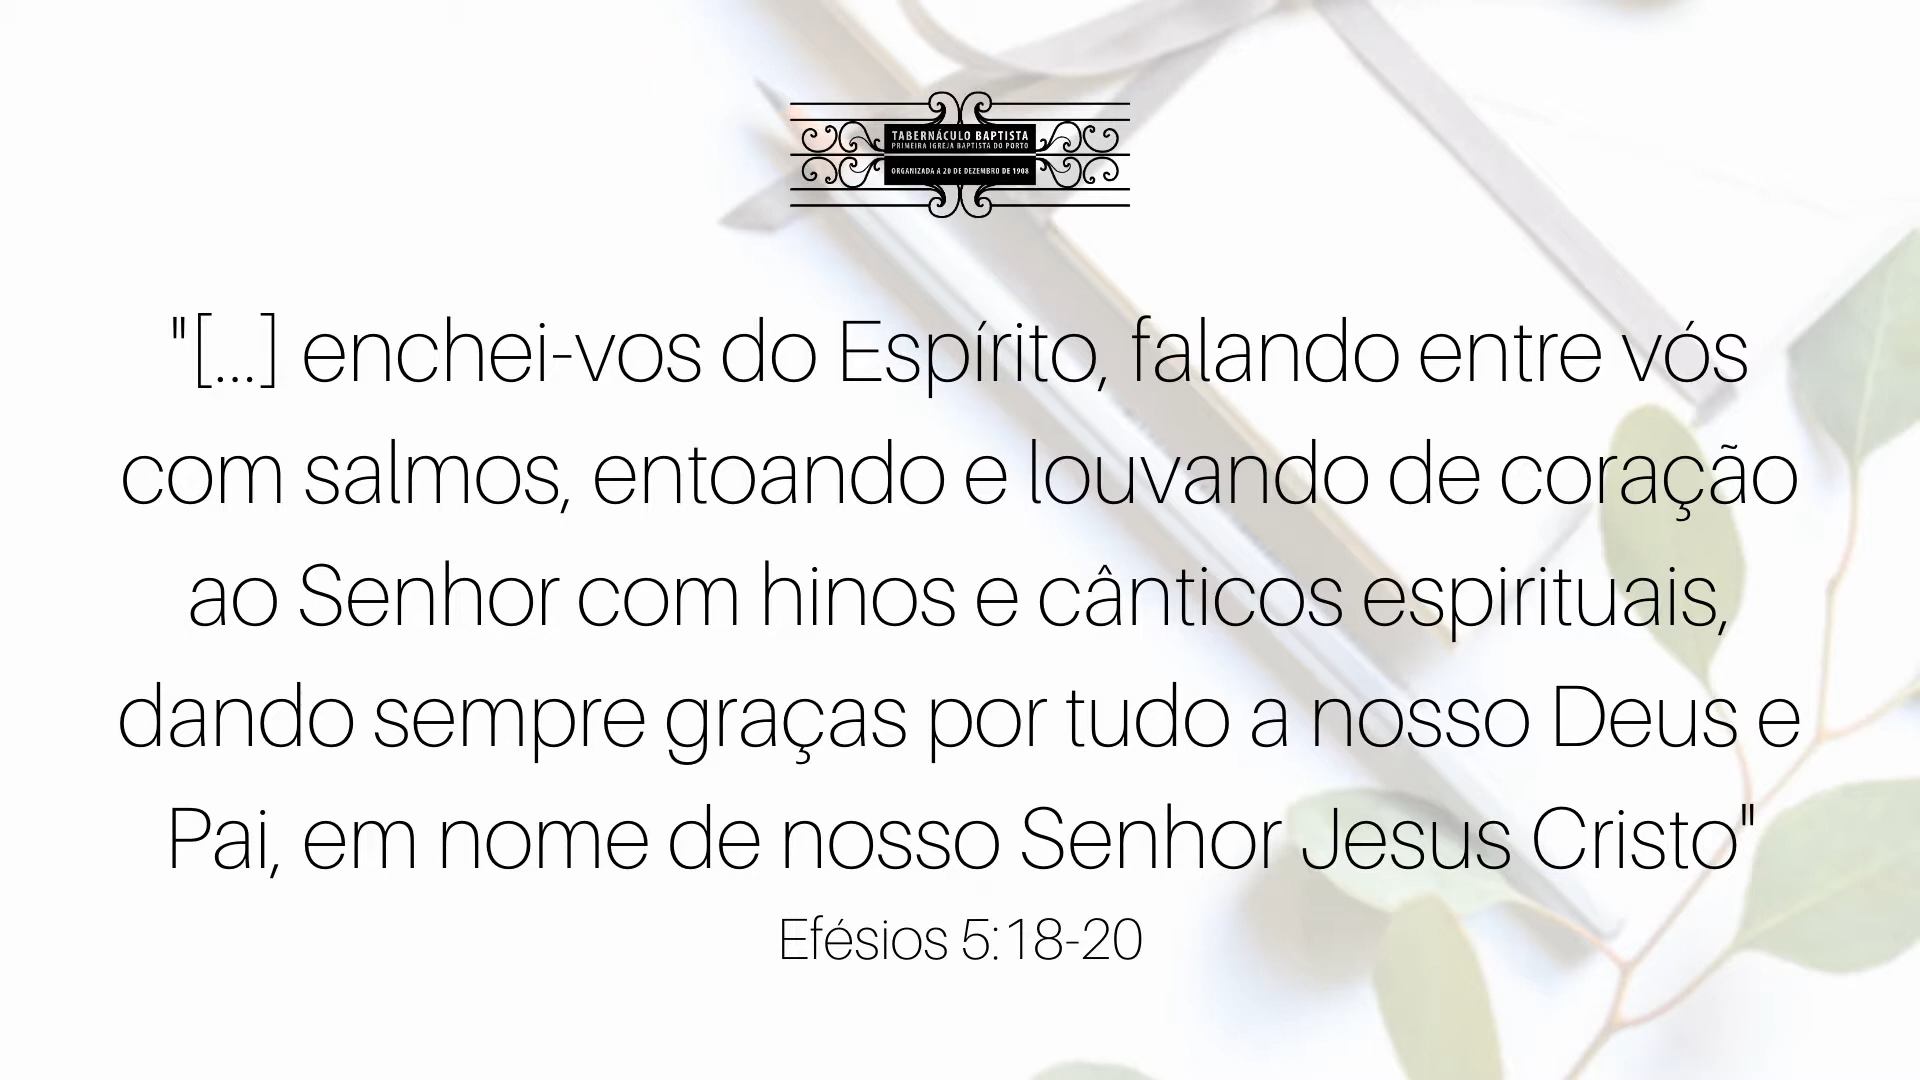 TABERNÁCULO BAPTISTA
PRIMEIRA IGREJA BAPTISTA DO PORTO
ORGANIZADA A 20 DE DEZEMBRO DE 1908
"[...] enchei-vos do Espírito, falando entre vós
com salmos, entoando e louvando de coração
ao Senhor com hinos e cânticos espirituais,
dando sempre graças por tudo a nosso Deus e
Pai, em nome de nosso Senhor Jesus Cristo"
Efésios 5:18-20